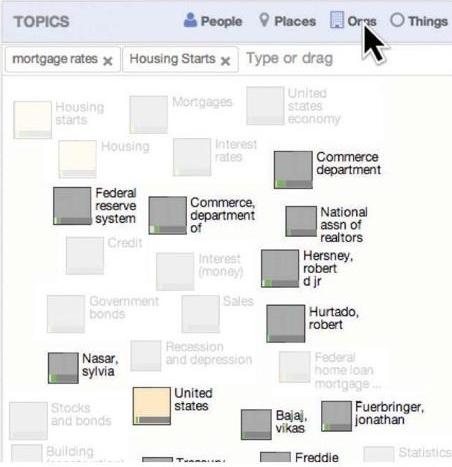 TOPICS People Places Orgs Things
mortgage rates x Housing Starts x Type or drag
Housing
starts
Mortgages
United
states
economy
Housing
Interest
rates
Commerce
department
Federal
reserve
system
Commerce,
department
of
National
assn of
realtors
Credit
Interest
(money)
Hersney,
robert
d jr
Government
bonds
Sales
Hurtado,
robert
Nasar,
sylvia
Recession
and depression
Federal
home loan
mortgage ...
United
states
Stocks
and bonds
Bajaj,
vikas
Fuerbringer,
jonathan
Building
Treasury
Freddie
Statistics